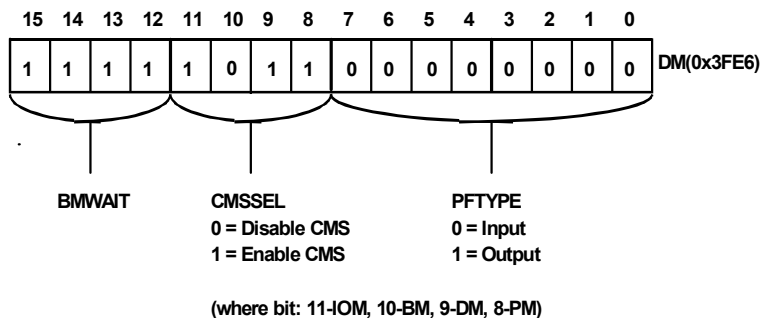 15 14 13 12 11 10 9 8 7 6 5 4 3 2 1 0
1 1 1 1 1 0 1 1 0 0 0 0 0 0 0 0 DM(0x3FE6)
BMWAIT CMSSEL PFTYPE
0 = Disable CMS 0 = Input
1 = Enable CMS 1 = Output
(where bit: 11-IOM, 10-BM, 9-DM, 8-PM)